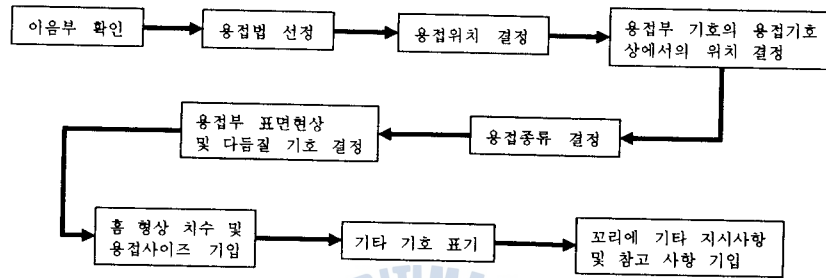 이음부 확인
용접법 선정
용접위치 결정
용접부 기호의 용접기호
상에서의 위치 결정
용접종류 결정
용접부 표면현상
및 다듬질 기호 결정
홈 형상 치수 및
용접사이즈 기입
기타 기호 표기
꼬리에 기타 지시사항
및 참고 사항 기입